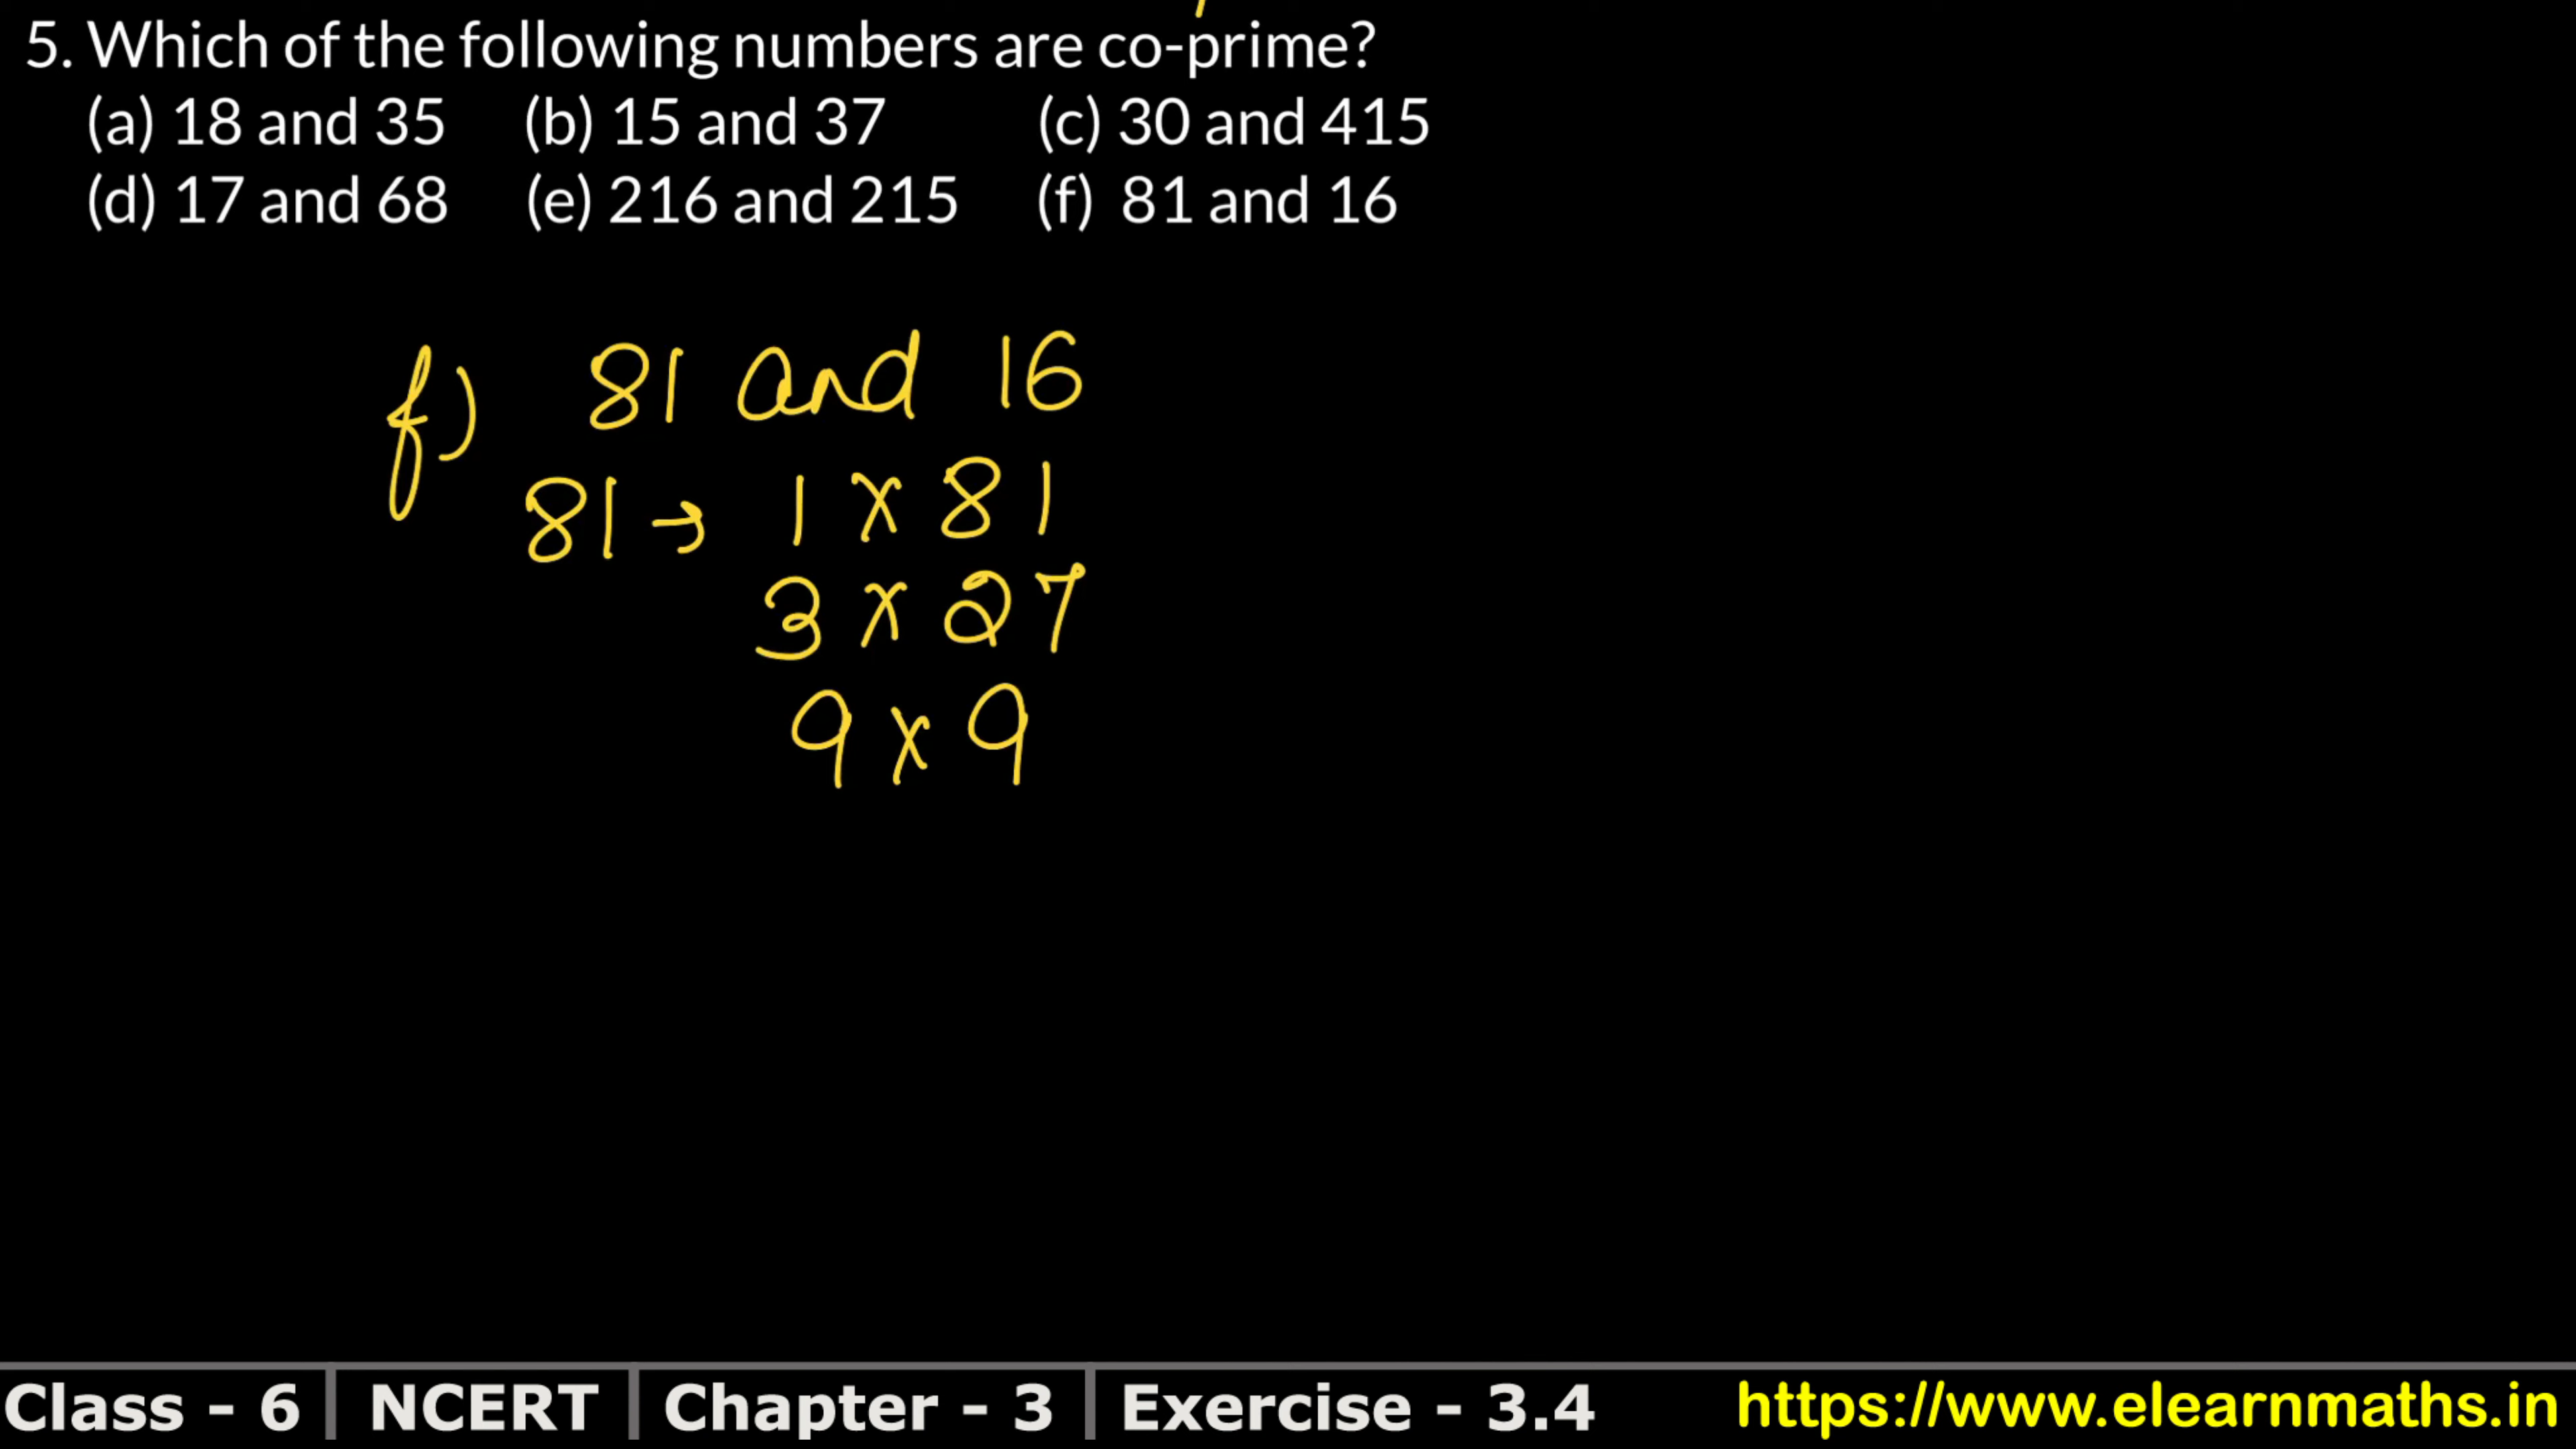 5. Which of the following numbers are co-prime?
(a) 18 and 35 (b) 15 and 37 (c) 30 and 415
(d) 17 and 68 (e) 216 and 215 (f) 81 and 16
f) 81 and 16
81 → 1 x 81
3 x 27
9 x 9
Class - 6 | NCERT | Chapter - 3 | Exercise - 3.4 https://www.elearnmaths.in